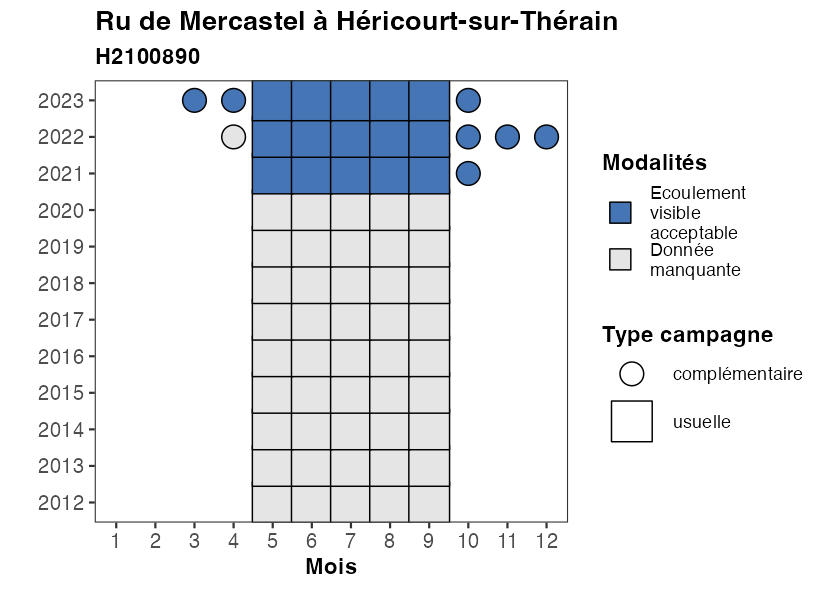 Ru de Mercastel à Héricourt-sur-Thérain
H2100890
2023
2022
2021
2020
2019
2018
2017
2016
2015
2014
2013
2012
1 2 3 4 5 6 7 8 9 10 11 12
Mois
Modalités
Ecoulement
visible
acceptable
Donnée
manquante
Type campagne
complémentaire
usuelle